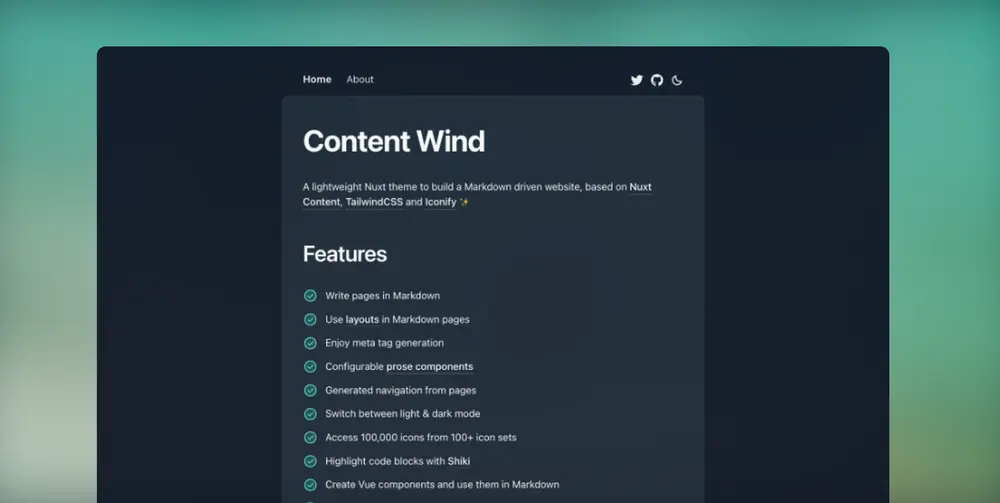 Home About
Content Wind
A lightweight Nuxt theme to build a Markdown driven website, based on Nuxt
Content, TailwindCSS and Iconify ✨
Features
Write pages in Markdown
Use layouts in Markdown pages
Enjoy meta tag generation
Configurable prose components
Generated navigation from pages
Switch between light & dark mode
Access 100,000 icons from 100+ icon sets
Highlight code blocks with Shiki
Create Vue components and use them in Markdown